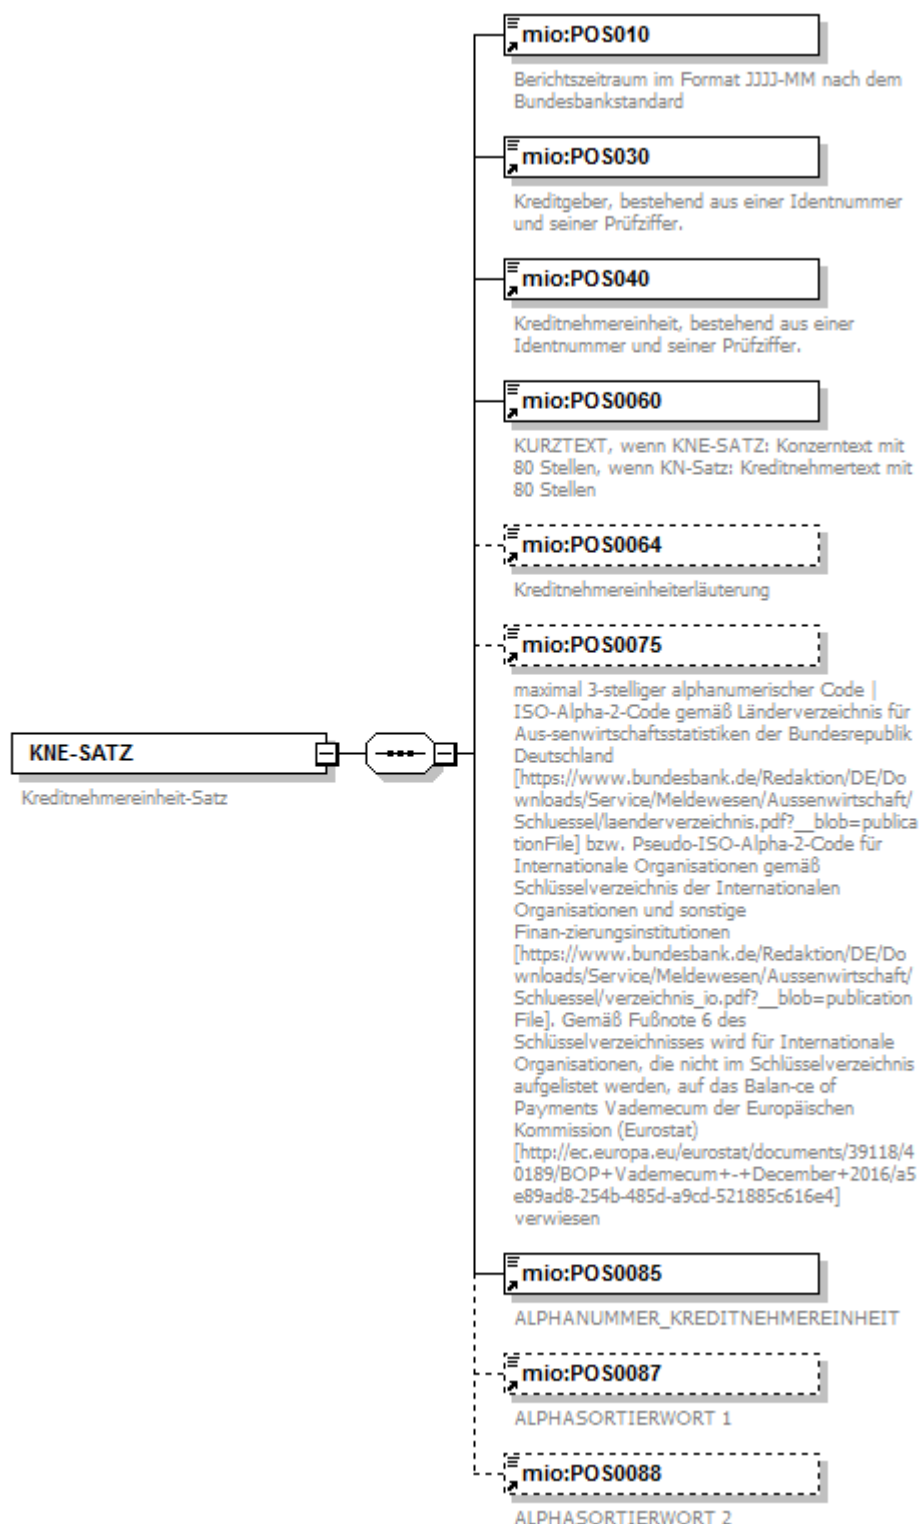 mio:POS010
Berichtszeitraum im Format JJJJ-MM nach dem
Bundesbankstandard
mio:POS030
Kreditgeber, bestehend aus einer Identnummer
und seiner Prüfziffer.
mio:POS040
Kreditnehmereinheit, bestehend aus einer
Identnummer und seiner Prüfziffer.
mio:POS0060
KURZTEXT, wenn KNE-SATZ: Konzerntext mit
80 Stellen, wenn KN-Satz: Kreditnehmertext mit
80 Stellen
mio:POS0064
Kreditnehmereinheiterläuterung
mio:POS0075
maximal 3-stelliger alphanumerischer Code |
ISO-Alpha-2-Code gemäß Länderverzeichnis für
Aus-senwirtschaftsstatistiken der Bundesrepublik
Deutschland
[https://www.bundesbank.de/Redaktion/DE/Do
wnloads/Service/Meldewesen/Aussenwirtschaft/
Schluessel/laenderverzeichnis.pdf?__blob=publica
tionFile] bzw. Pseudo-ISO-Alpha-2-Code für
Internationale Organisationen gemäß
Schlüsselverzeichnis der Internationalen
Organisationen und sonstige
Finan-zierungsinstitutionen
[https://www.bundesbank.de/Redaktion/DE/Do
wnloads/Service/Meldewesen/Aussenwirtschaft/
Schluessel/verzeichnis_io.pdf?__blob=publication
File]. Gemäß Fußnote 6 des
Schlüsselverzeichnisses wird für Internationale
Organisationen, die nicht im Schlüsselverzeichnis
aufgelistet werden, auf das Balan-ce of
Payments Vademecum der Europäischen
Kommission (Eurostat)
[http://ec.europa.eu/eurostat/documents/39118/4
0189/BOP+Vademecum+-+December+2016/a5
e89ad8-254b-485d-a9cd-521885c616e4]
verwiesen
KNE-SATZ
Kreditnehmereinheit-Satz
mio:POS0085
ALPHANUMMER_KREDITNEHMEREINHEIT
mio:POS0087
ALPHASORTIERWORT 1
mio:POS0088
ALPHASORTIERWORT 2